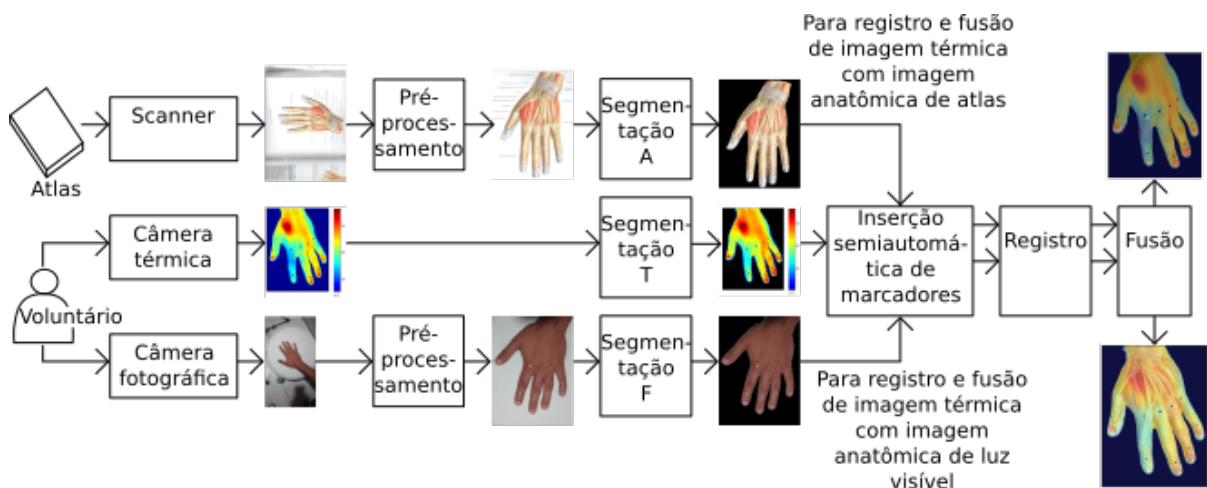 Para registro e fusão
de imagem térmica
com imagem
anatômica de atlas
Atlas
Scanner
Pré-
proces-
samento
Segmen-
tação
A
Voluntário
Câmera
térmica
Segmen-
tação
T
Inserção
semiautomá-
tica de
marcadores
Registro
Fusão
Câmera
fotográfica
Pré-
proces-
samento
Segmen-
tação
F
Para registro e fusão
de imagem térmica
com imagem
anatômica de luz
visível